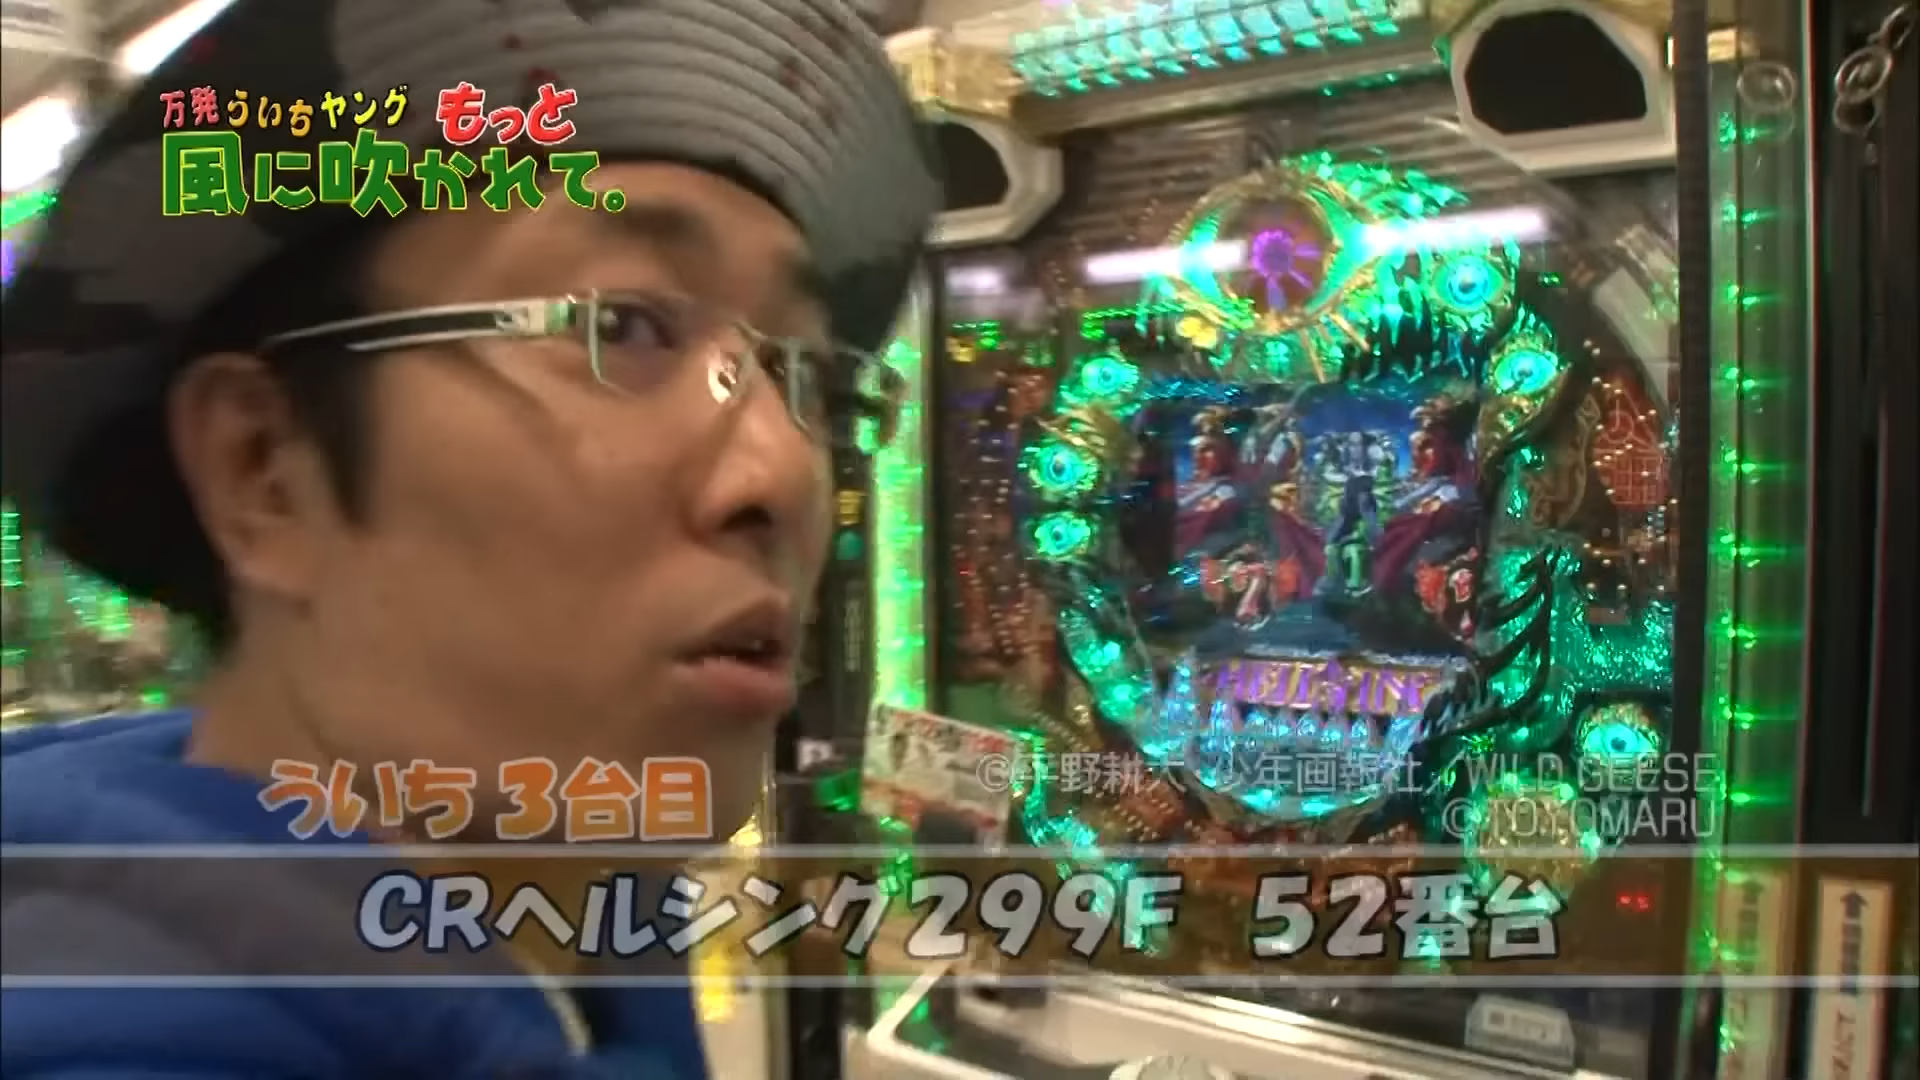 万発ういちヤング もっと
風に吹かれて。
HELLSING
ういち3台目
©平野耕太 少年画報社/WILD GEESE
©TOYOMARU
CRヘルシング299F 52番台